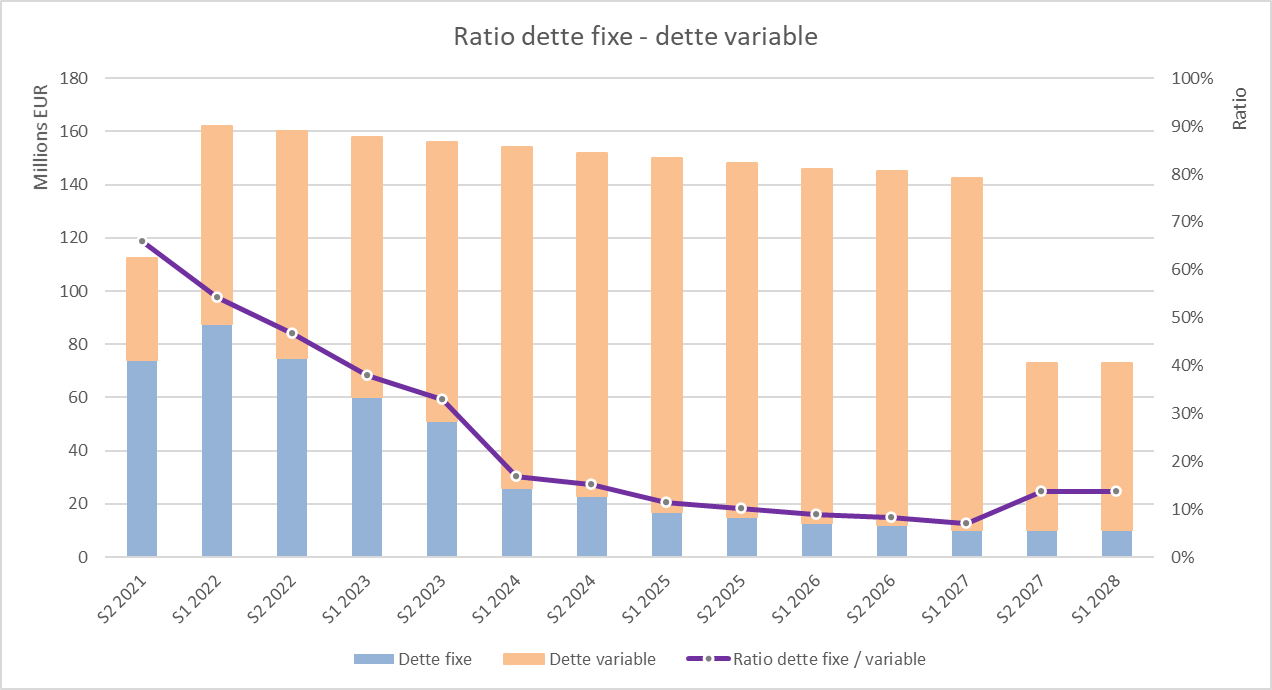 Ratio dette fixe - dette variable
Millions EUR
Ratio
180
160
140
120
100
80
60
40
20
0
100%
90%
80%
70%
60%
50%
40%
30%
20%
10%
0%
S2 2021
S1 2022
S2 2022
S1 2023
S2 2023
S1 2024
S2 2024
S1 2025
S2 2025
S1 2026
S2 2026
S1 2027
S2 2027
S1 2028
Dette fixe
Dette variable
Ratio dette fixe / variable